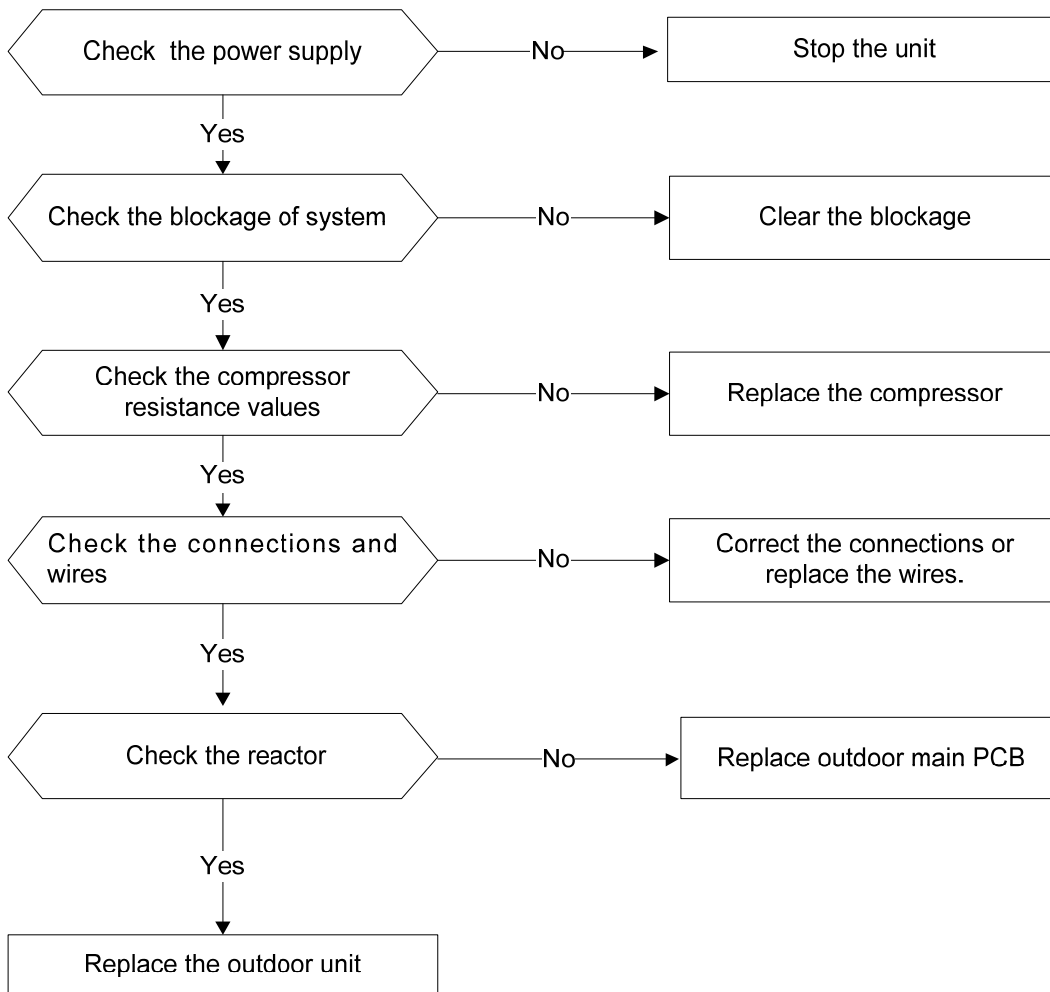 Check the power supply
No
Stop the unit
Yes
Check the blockage of system
No
Clear the blockage
Yes
Check the compressor
resistance values
No
Replace the compressor
Yes
Check the connections and
wires
No
Correct the connections or
replace the wires.
Yes
Check the reactor
No
Replace outdoor main PCB
Yes
Replace the outdoor unit